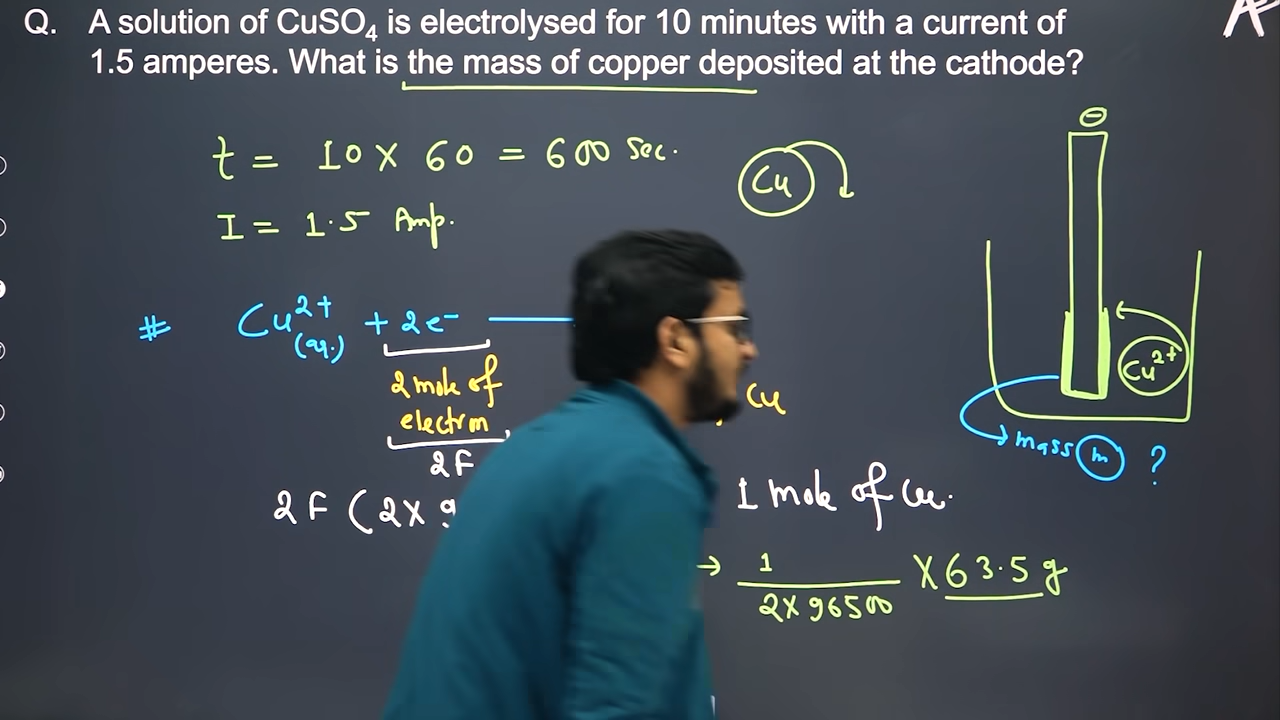 Q. A solution of CuSO₄ is electrolysed for 10 minutes with a current of
1.5 amperes. What is the mass of copper deposited at the cathode?
t = 10 × 60 = 600 Sec.
I = 1.5 Amp.
Cu
⊖
# Cu²⁺(aq.) + 2e⁻
2 mole of
electron
2F
Cu
Cu²⁺
mass m ?
2F (2×
1 mole of Cu.
→ 1/(2×96500) × 63.5 g